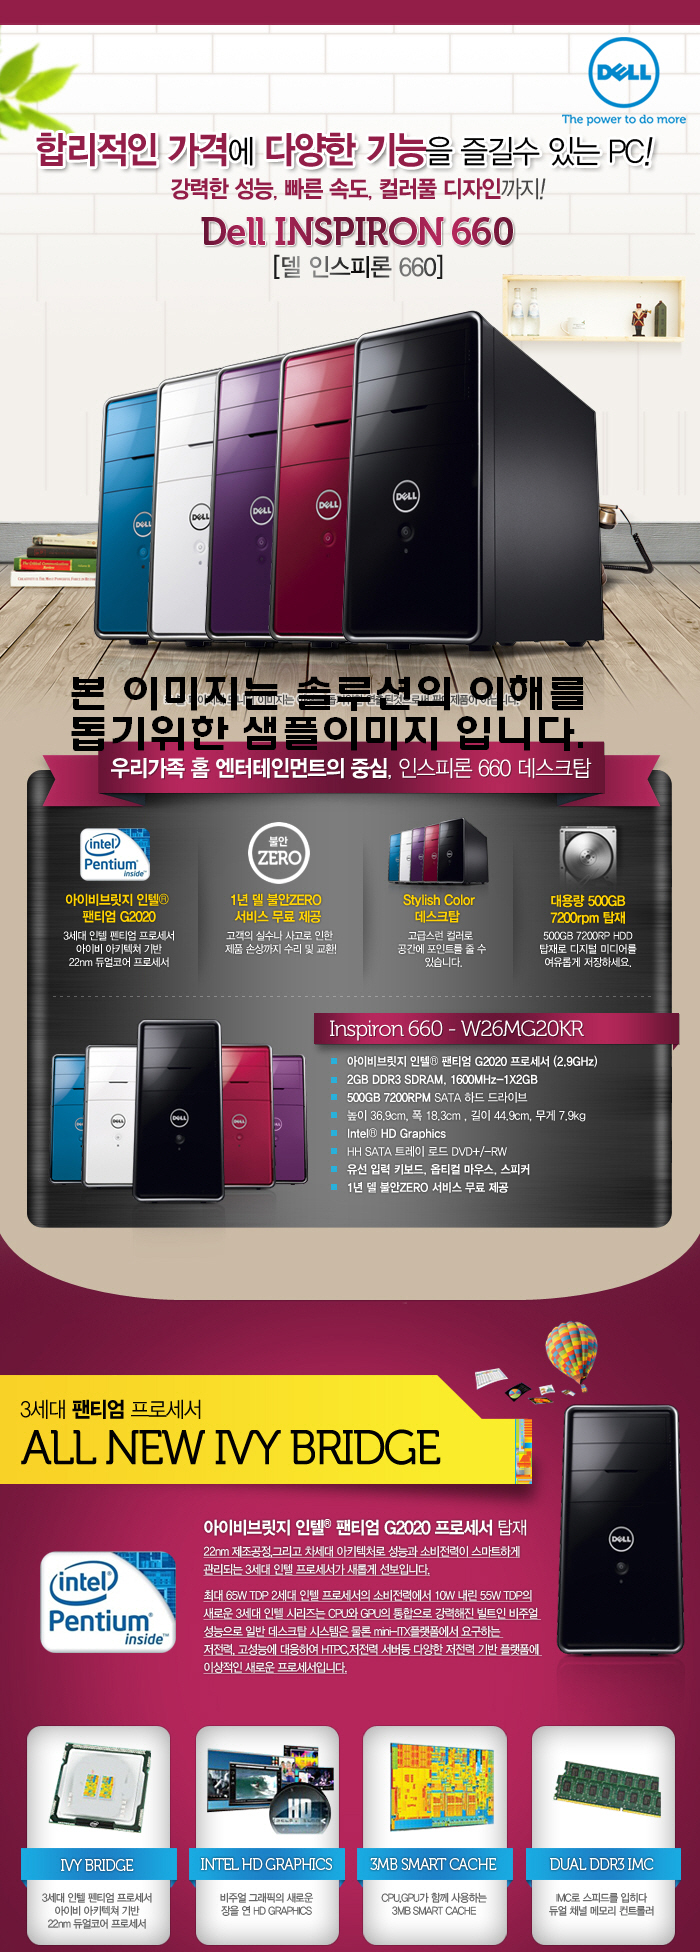 DELL
The power to do more
합리적인 가격에 다양한 기능을 즐길수 있는 PC!
강력한 성능, 빠른 속도, 컬러풀 디자인까지!
Dell INSPIRON 660
[델 인스피론 660]
DELL
DELL
DELL
DELL
DELL
본 이미지는 솔루션의 이해를
돕기위한 샘플이미지 입니다.
우리가족 홈 엔터테인먼트의 중심, 인스피론 660 데스크탑
intel
Pentium
inside™
아이비브릿지 인텔®
팬티엄 G2020
3세대 인텔 펜티엄 프로세서
아이비 아키텍쳐 기반
22nm 듀얼코어 프로세서
불안
ZERO
1년 델 불안ZERO
서비스 무료 제공
고객의 실수나 사고로 인한
제품 손상까지 수리 및 교환!
Stylish Color
데스크탑
고급스런 컬러로
공간에 포인트를 줄 수
있습니다.
대용량 500GB
7200rpm 탑재
500GB 7200RP HDD
탑재로 디지털 미디어를
여유롭게 저장하세요.
DELL
DELL
DELL
DELL
DELL
Inspiron 660 - W26MG20KR
아이비브릿지 인텔® 팬티엄 G2020 프로세서 (2,9GHz)
2GB DDR3 SDRAM, 1600MHz-1X2GB
500GB 7200RPM SATA 하드 드라이브
높이 36.9cm, 폭 18.3cm , 길이 44.9cm, 무게 7.9kg
Intel® HD Graphics
HH SATA 트레이 로드 DVD+/-RW
유선 입력 키보드, 옵티컬 마우스, 스피커
1년 델 불안ZERO 서비스 무료 제공
3세대 팬티엄 프로세서
ALL NEW IVY BRIDGE
DELL
intel
Pentium
inside™
아이비브릿지 인텔® 팬티엄 G2020 프로세서 탑재
22nm 제조공정,그리고 차세대 아키텍처로 성능과 소비전력이 스마트하게
관리되는 3세대 인텔 프로세서가 새롭게 선보입니다.
최대 65W TDP 2세대 인텔 프로세서의 소비전력에서 10W 내린 55W TDP의
새로운 3세대 인텔 시리즈는 CPU와 GPU의 통합으로 강력해진 빌트인 비주얼
성능으로 일반 데스크탑 시스템은 물론 mini-ITX플랫폼에서 요구하는
저전력, 고성능에 대응하여 HTPC,저전력 서버등 다양한 저전력 기반 플랫폼에
이상적인 새로운 프로세서입니다.
HD
IVY BRIDGE
3세대 인텔 펜티엄 프로세서
아이비 아키텍쳐 기반
22nm 듀얼코어 프로세서
INTEL HD GRAPHICS
비주얼 그래픽의 새로운
장을 연 HD GRAPHICS
3MB SMART CACHE
CPU,GPU가 함께 사용하는
3MB SMART CACHE
DUAL DDR3 IMC
IMC로 스피드를 입히다
듀얼 채널 메모리 컨트롤러